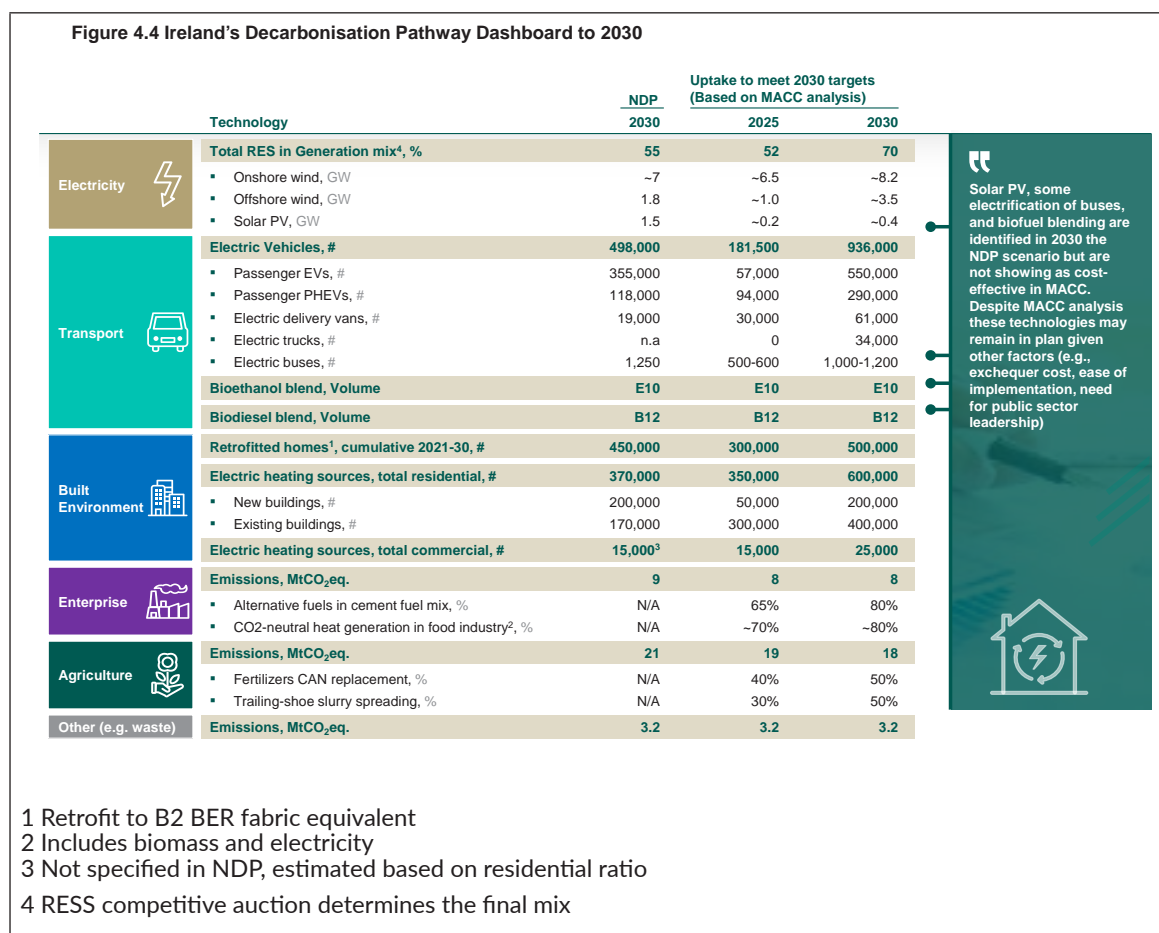 Figure 4.4 Ireland’s Decarbonisation Pathway Dashboard to 2030
Uptake to meet 2030 targets
(Based on MACC analysis)
NDP
Technology 2030 2025 2030
Electricity
Total RES in Generation mix⁴, % 55 52 70
▪ Onshore wind, GW ~7 ~6.5 ~8.2
▪ Offshore wind, GW 1.8 ~1.0 ~3.5
▪ Solar PV, GW 1.5 ~0.2 ~0.4
Transport
Electric Vehicles, # 498,000 181,500 936,000
▪ Passenger EVs, # 355,000 57,000 550,000
▪ Passenger PHEVs, # 118,000 94,000 290,000
▪ Electric delivery vans, # 19,000 30,000 61,000
▪ Electric trucks, # n.a 0 34,000
▪ Electric buses, # 1,250 500-600 1,000-1,200
Bioethanol blend, Volume E10 E10 E10
Biodiesel blend, Volume B12 B12 B12
Built
Environment
Retrofitted homes¹, cumulative 2021-30, # 450,000 300,000 500,000
Electric heating sources, total residential, # 370,000 350,000 600,000
▪ New buildings, # 200,000 50,000 200,000
▪ Existing buildings, # 170,000 300,000 400,000
Electric heating sources, total commercial, # 15,000³ 15,000 25,000
Enterprise
Emissions, MtCO₂eq. 9 8 8
▪ Alternative fuels in cement fuel mix, % N/A 65% 80%
▪ CO2-neutral heat generation in food industry², % N/A ~70% ~80%
Agriculture
Emissions, MtCO₂eq. 21 19 18
▪ Fertilizers CAN replacement, % N/A 40% 50%
▪ Trailing-shoe slurry spreading, % N/A 30% 50%
Other (e.g. waste)
Emissions, MtCO₂eq. 3.2 3.2 3.2
Solar PV, some
electrification of buses,
and biofuel blending are
identified in 2030 the
NDP scenario but are
not showing as cost-
effective in MACC.
Despite MACC analysis
these technologies may
remain in plan given
other factors (e.g.,
exchequer cost, ease of
implementation, need
for public sector
leadership)
1 Retrofit to B2 BER fabric equivalent
2 Includes biomass and electricity
3 Not specified in NDP, estimated based on residential ratio
4 RESS competitive auction determines the final mix